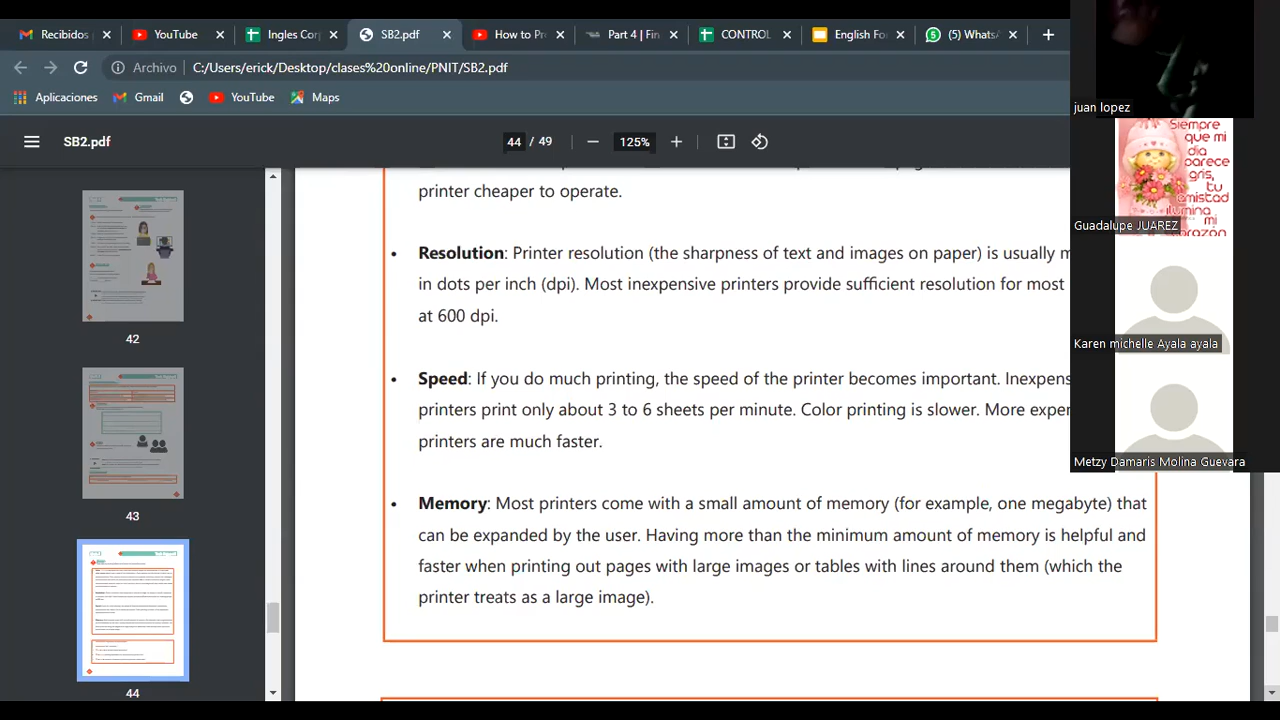 Recibidos
YouTube
Ingles Cor
SB2.pdf
How to Pr
Part 4 | Fin
CONTROL
English Fo
(5) Whats
Archivo
C:/Users/erick/Desktop/clases%20online/PNIT/SB2.pdf
Aplicaciones
Gmail
YouTube
Maps
SB2.pdf
4 / 49
125%
42
43
44
printer cheaper to operate.
• Resolution: Printer resolution (the sharpness of text and images on paper) is usually m
in dots per inch (dpi). Most inexpensive printers provide sufficient resolution for most
at 600 dpi.
• Speed: If you do much printing, the speed of the printer becomes important. Inexpens
printers print only about 3 to 6 sheets per minute. Color printing is slower. More exper
printers are much faster.
• Memory: Most printers come with a small amount of memory (for example, one megabyte) that
can be expanded by the user. Having more than the minimum amount of memory is helpful and
faster when printing out pages with large images or tables with lines around them (which the
printer treats as a large image).
juan lopez
Siempre
que mi
dia
parece
gris,
tu
amistad
ilumina
mi
corazón
Guadalupe JUAREZ
Karen michelle Ayala ayala
Metzy Damaris Molina Guevara